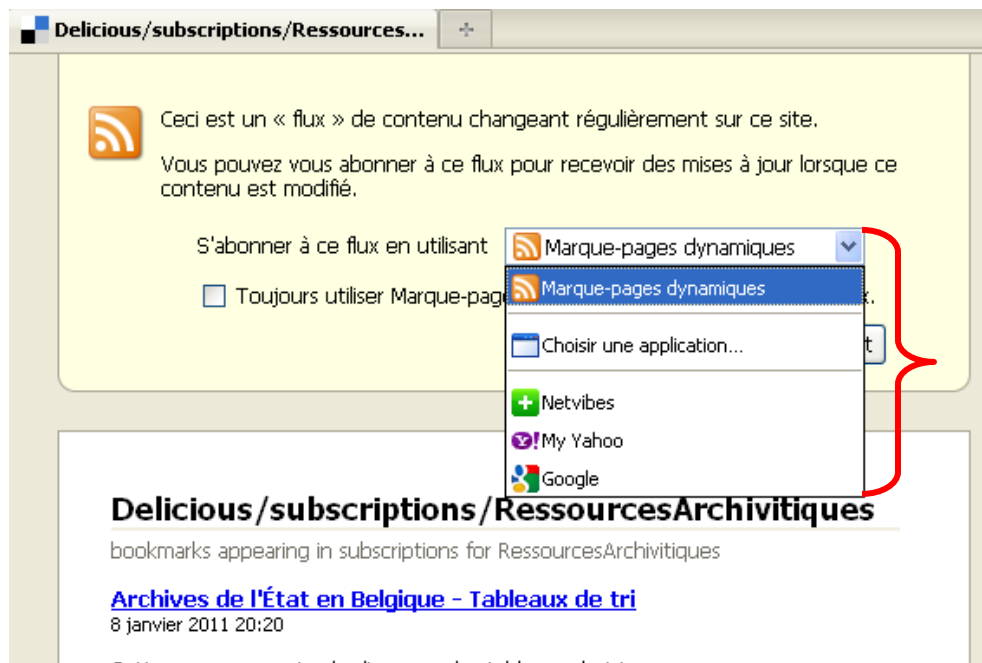 Delicious/subscriptions/Ressources...
Ceci est un « flux » de contenu changeant régulièrement sur ce site.
Vous pouvez vous abonner à ce flux pour recevoir des mises à jour lorsque ce
contenu est modifié.
S'abonner à ce flux en utilisant Marque-pages dynamiques
Marque-pages dynamiques
Toujours utiliser x.
Choisir une application...
t
Netvibes
My Yahoo
Google
Delicious/subscriptions/RessourcesArchivitiques
bookmarks appearing in subscriptions for RessourcesArchivitiques
Archives de l'État en Belgique - Tableaux de tri
8 janvier 2011 20:20